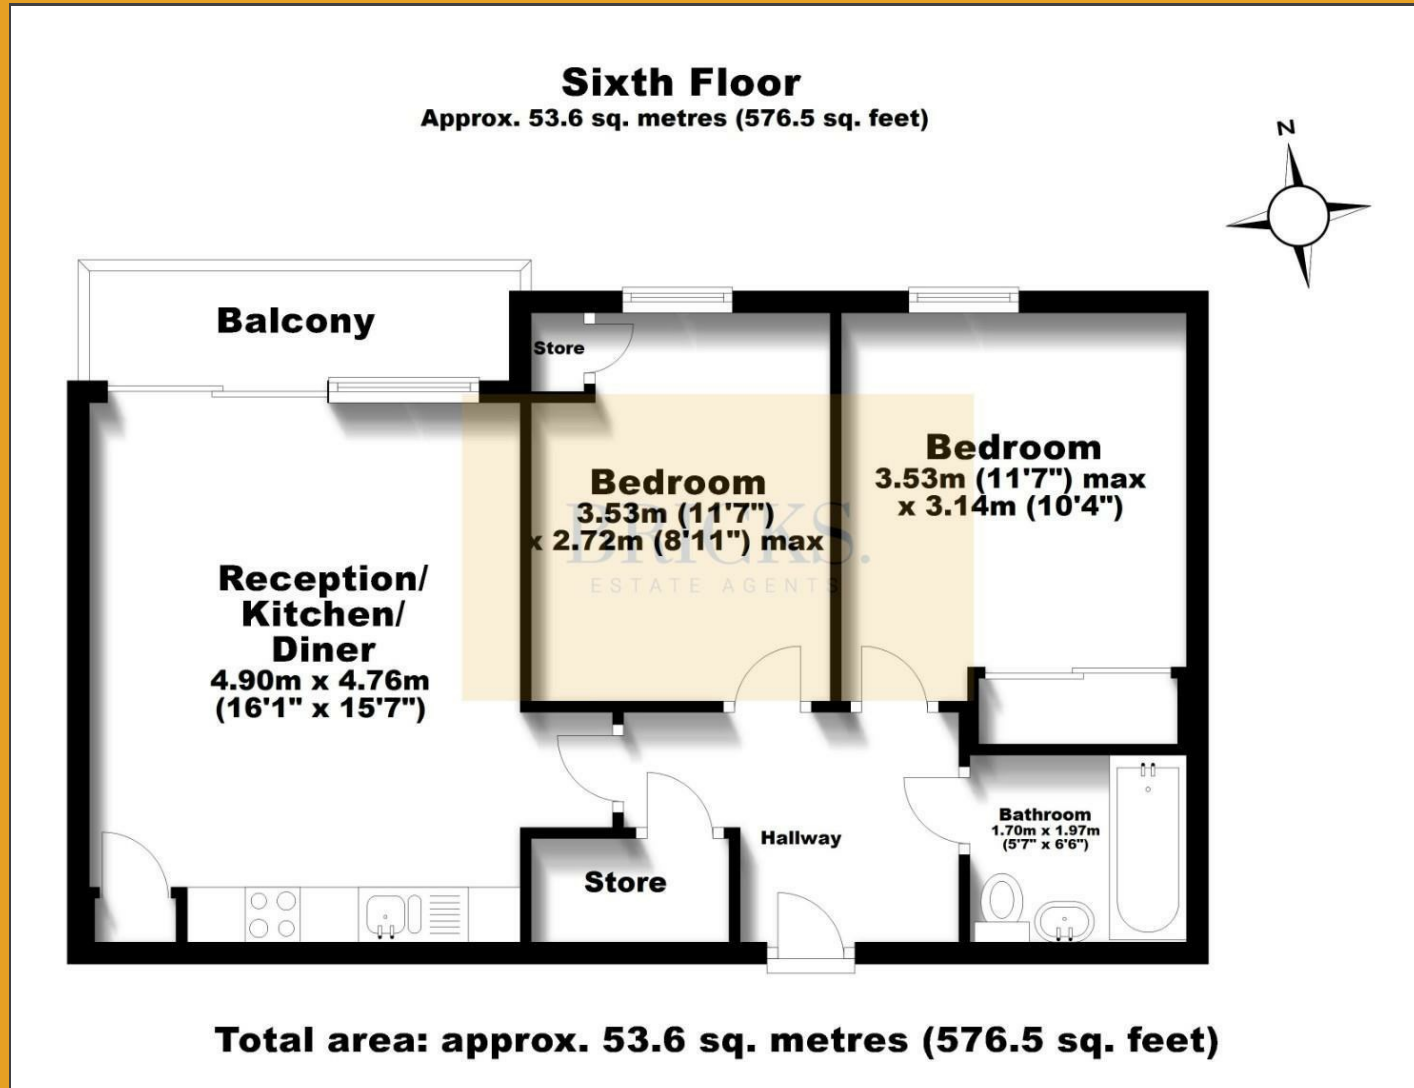 Sixth Floor
Approx. 53.6 sq. metres (576.5 sq. feet)
N
Balcony
Store
Bedroom
3.53m (11'7")
x 2.72m (8'11") max
Bedroom
3.53m (11'7") max
x 3.14m (10'4")
BRICKS.
ESTATE AGENTS
Reception/
Kitchen/
Diner
4.90m x 4.76m
(16'1" x 15'7")
Bathroom
1.70m x 1.97m
(5'7" x 6'6")
Hallway
Store
Total area: approx. 53.6 sq. metres (576.5 sq. feet)